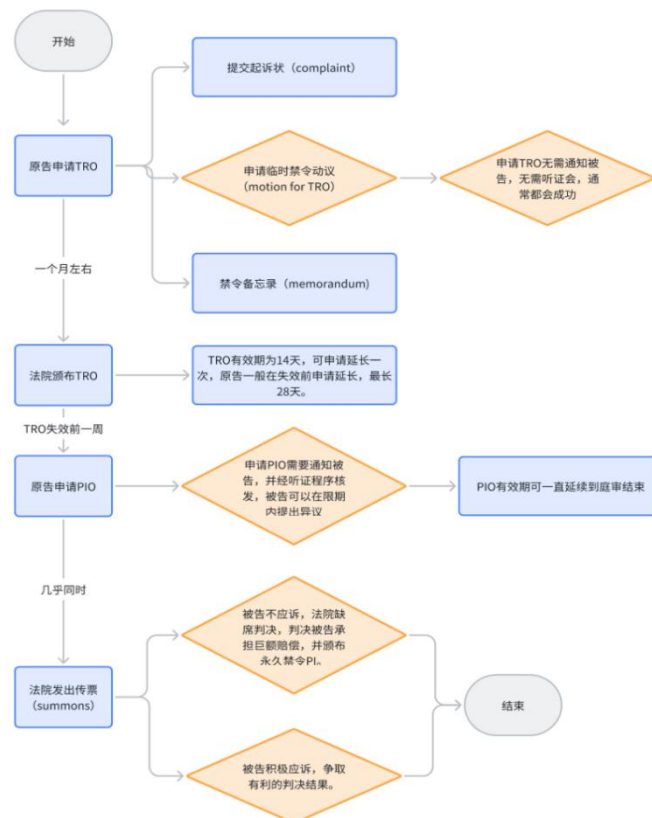 开始
提交起诉状（complaint）
原告申请TRO
申请临时禁令动议
（motion for TRO）
申请TRO无需通知被
告，无需听证会，通
常都会成功
一个月左右
禁令备忘录（memorandum)
法院颁布TRO
TRO有效期为14天，可申请延长一
次，原告一般在失效前申请延长，最长
28天。
TRO失效前一周
原告申请PIO
申请PIO需要通知被
告，并经听证程序核
发，被告可以在限期
内提出异议
PIO有效期可一直延续到庭审结束
几乎同时
被告不应诉，法院缺
席判决，判决被告承
担巨额赔偿，并颁布
永久禁令PI。
法院发出传票
（summons）
结束
被告积极应诉，争取
有利的判决结果。